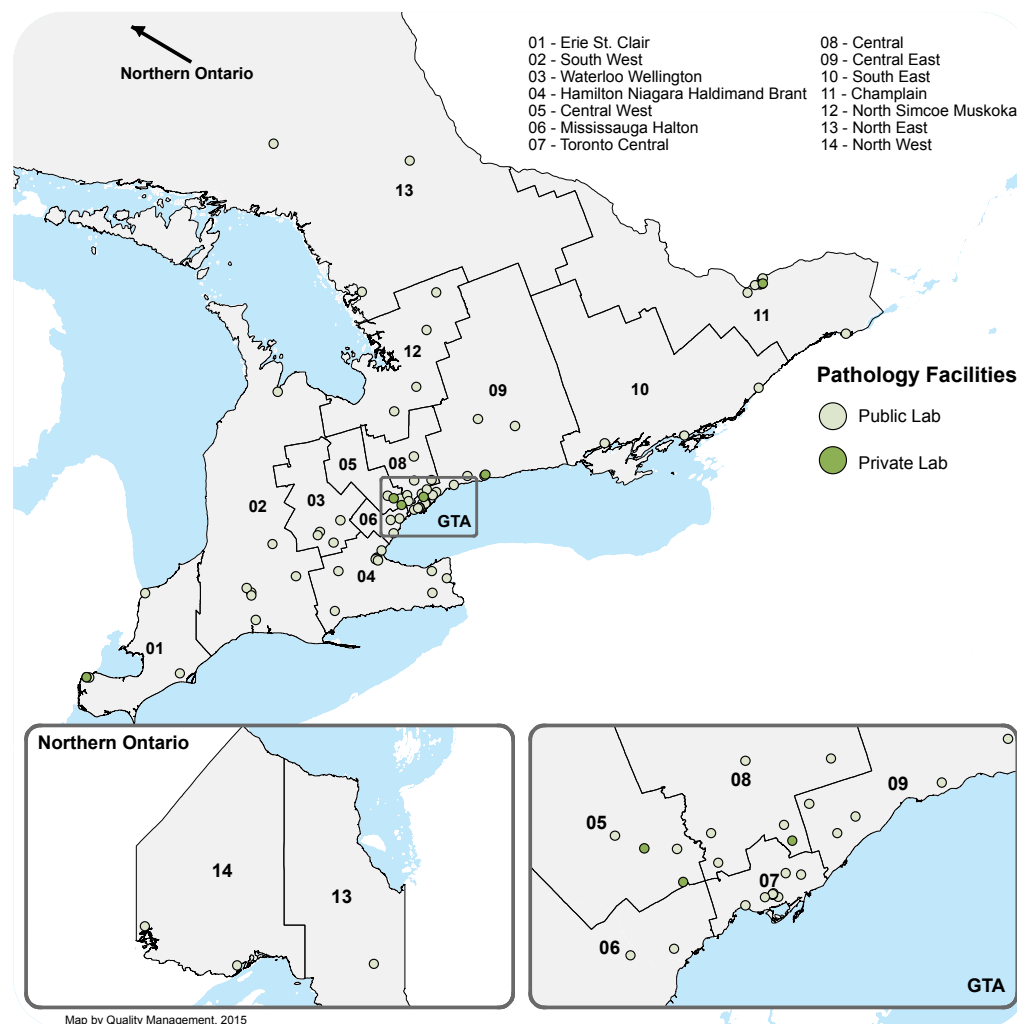 01 - Erie St. Clair
02 - South West
03 - Waterloo Wellington
04 - Hamilton Niagara Haldimand Brant
05 - Central West
06 - Mississauga Halton
07 - Toronto Central
08 - Central
09 - Central East
10 - South East
11 - Champlain
12 - North Simcoe Muskoka
13 - North East
14 - North West
Northern Ontario
13
11
12
09
10
Pathology Facilities
Public Lab
Private Lab
05
08
02
03
06
GTA
04
01
Northern Ontario
14
13
08
09
05
07
06
GTA
Map by Quality Management, 2015